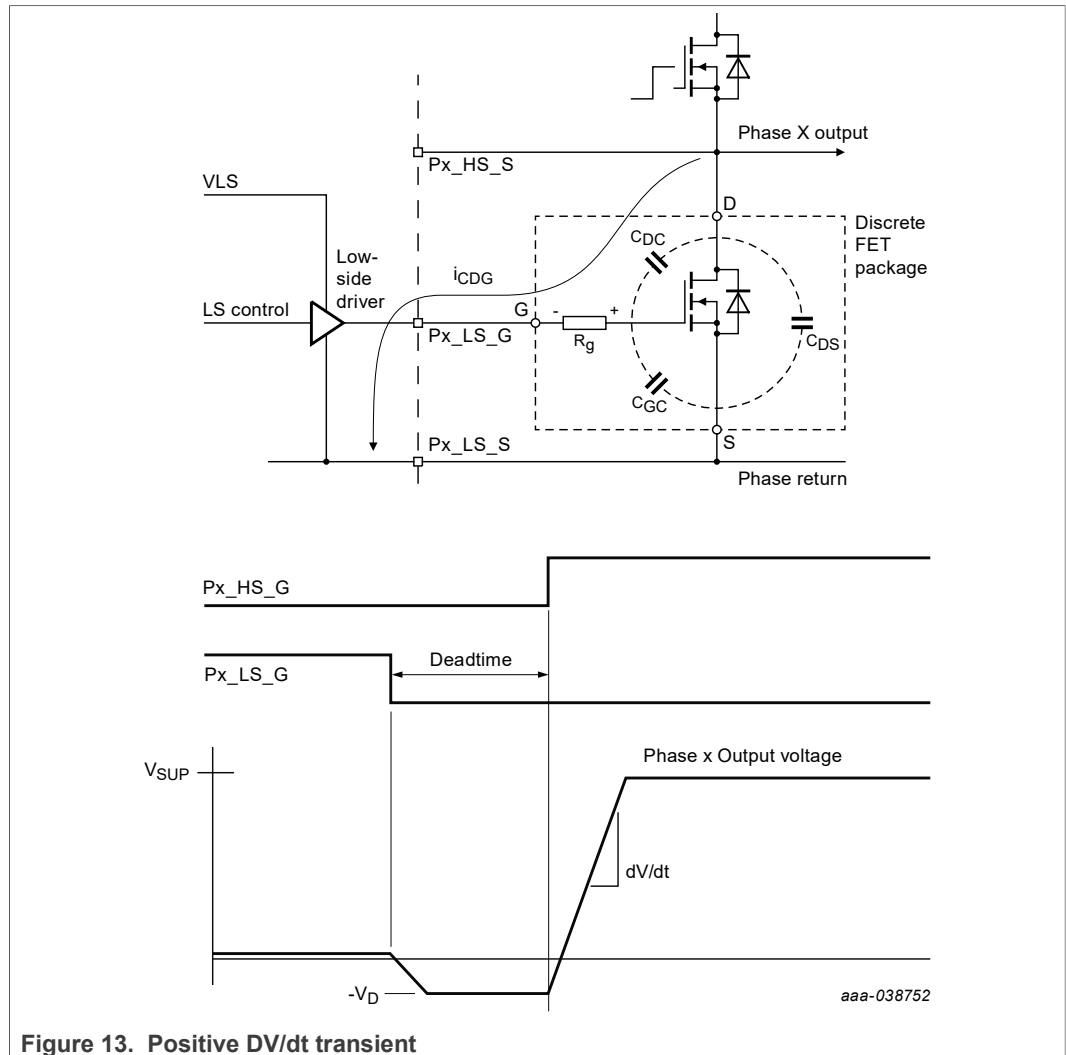 Phase X output
Px_HS_S
VLS
D
Discrete
FET
package
CDC
Low-
side
driver
iCDG
LS control
G
-
+
Px_LS_G
Rg
CDS
CGC
Px_LS_S
S
Phase return
Px_HS_G
Deadtime
Px_LS_G
Phase x Output voltage
VSUP
dV/dt
-VD
aaa-038752
Figure 13. Positive DV/dt transient